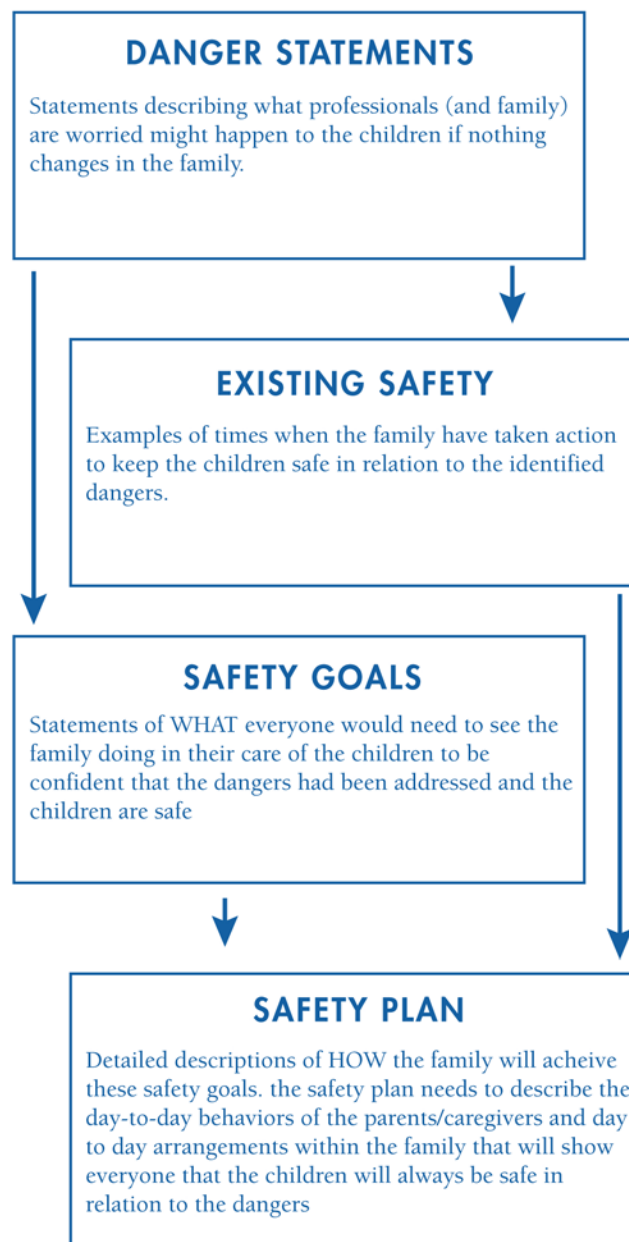 DANGER STATEMENTS
Statements describing what professionals (and family)
are worried might happen to the children if nothing
changes in the family.
EXISTING SAFETY
Examples of times when the family have taken action
to keep the children safe in relation to the identified
dangers.
SAFETY GOALS
Statements of WHAT everyone would need to see the
family doing in their care of the children to be
confident that the dangers had been addressed and the
children are safe
SAFETY PLAN
Detailed descriptions of HOW the family will acheive
these safety goals. the safety plan needs to describe the
day-to-day behaviors of the parents/caregivers and day
to day arrangements within the family that will show
everyone that the children will always be safe in
relation to the dangers